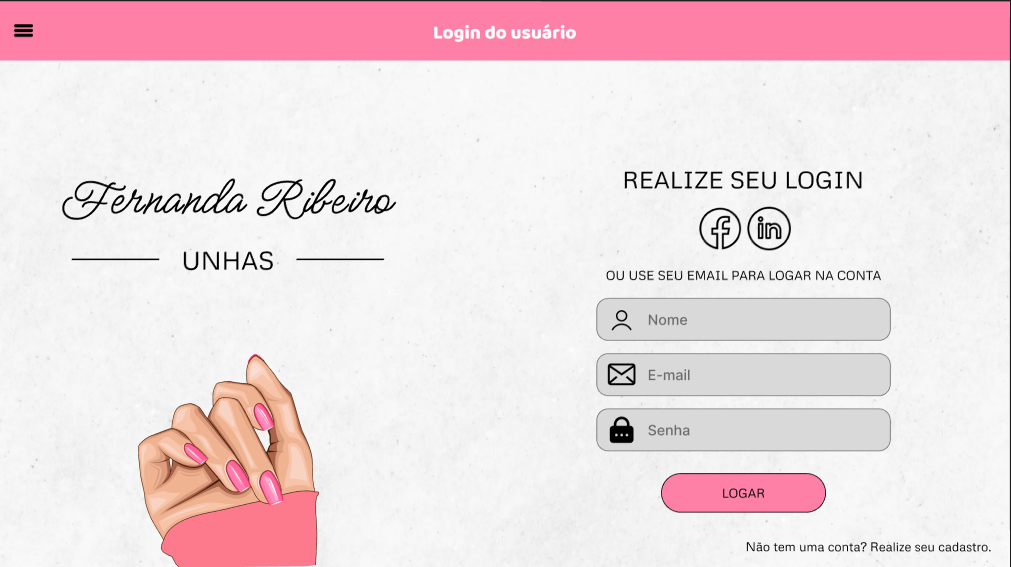 Login do usuário
Fernanda Ribeiro
UNHAS
REALIZE SEU LOGIN
f in
OU USE SEU EMAIL PARA LOGAR NA CONTA
Nome
E-mail
Senha
LOGAR
Não tem uma conta? Realize seu cadastro.